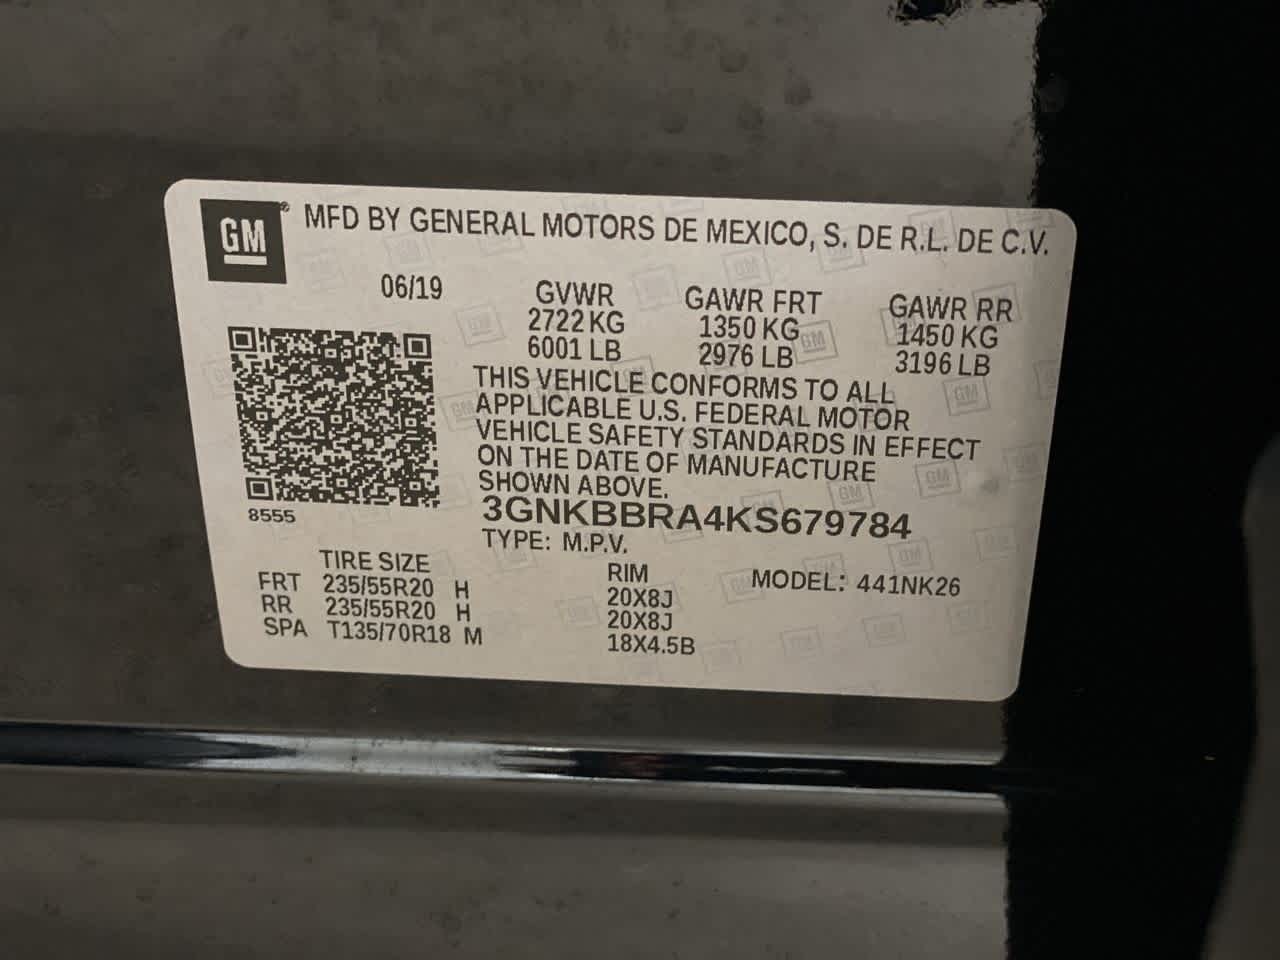 GM® MFD BY GENERAL MOTORS DE MEXICO, S. DE R.L. DE C.V.
06/19 GVWR GAWR FRT GAWR RR
2722 KG 1350 KG 1450 KG
6001 LB 2976 LB 3196 LB
THIS VEHICLE CONFORMS TO ALL
APPLICABLE U.S. FEDERAL MOTOR
VEHICLE SAFETY STANDARDS IN EFFECT
ON THE DATE OF MANUFACTURE
SHOWN ABOVE.
8555 3GNKBBRA4KS679784
TYPE: M.P.V.
TIRE SIZE RIM MODEL: 441NK26
FRT 235/55R20 H 20X8J
RR 235/55R20 H 20X8J
SPA T135/70R18 M 18X4.5B